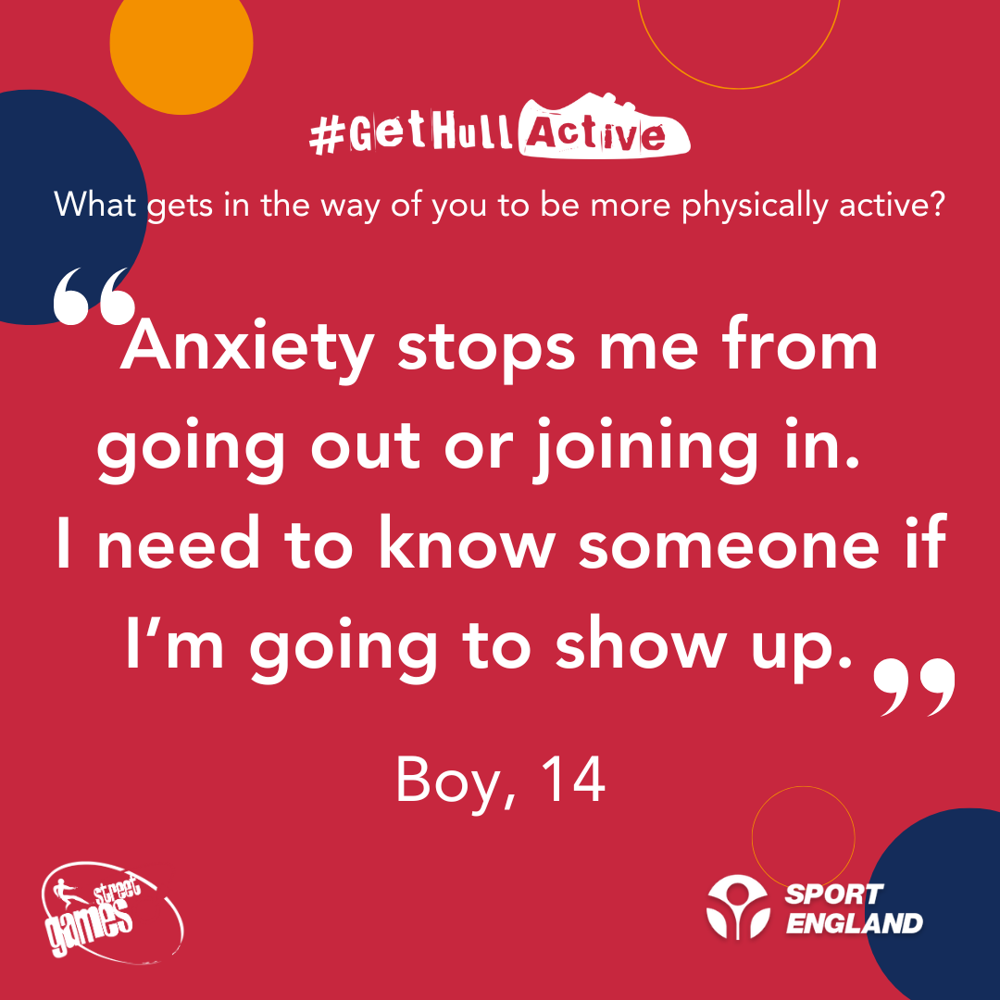 #GetHullActive
What gets in the way of you to be more physically active?
“Anxiety stops me from
going out or joining in.
I need to know someone if
I’m going to show up.”
Boy, 14
street
games
SPORT
ENGLAND